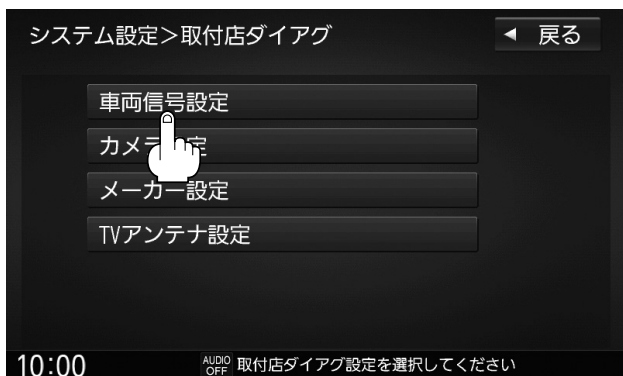 システム設定＞取付店ダイアグ
◀ 戻る
車両信号設定
カメラ設定
メーカー設定
TVアンテナ設定
10:00 AUDIO OFF 取付店ダイアグ設定を選択してください